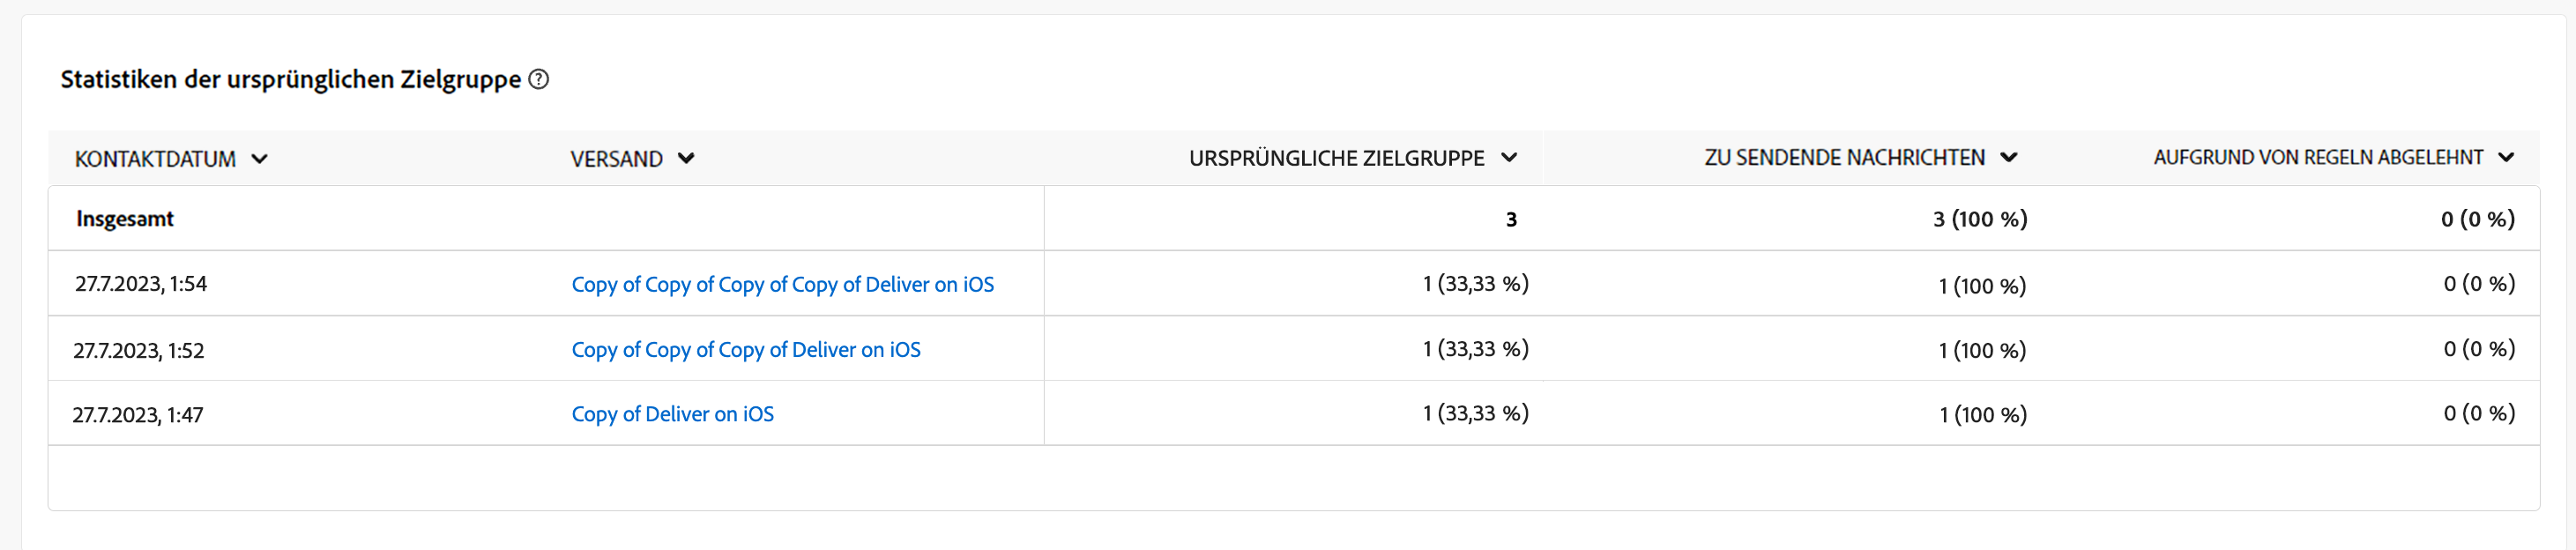 Statistiken der ursprünglichen Zielgruppe ?
KONTAKTDATUM VERSAND URSPRÜNGLICHE ZIELGRUPPE ZU SENDENDE NACHRICHTEN AUFGRUND VON REGELN ABGELEHNT
Insgesamt 3 3 (100 %) 0 (0 %)
27.7.2023, 1:54 Copy of Copy of Copy of Copy of Deliver on iOS 1 (33,33 %) 1 (100 %) 0 (0 %)
27.7.2023, 1:52 Copy of Copy of Copy of Deliver on iOS 1 (33,33 %) 1 (100 %) 0 (0 %)
27.7.2023, 1:47 Copy of Deliver on iOS 1 (33,33 %) 1 (100 %) 0 (0 %)